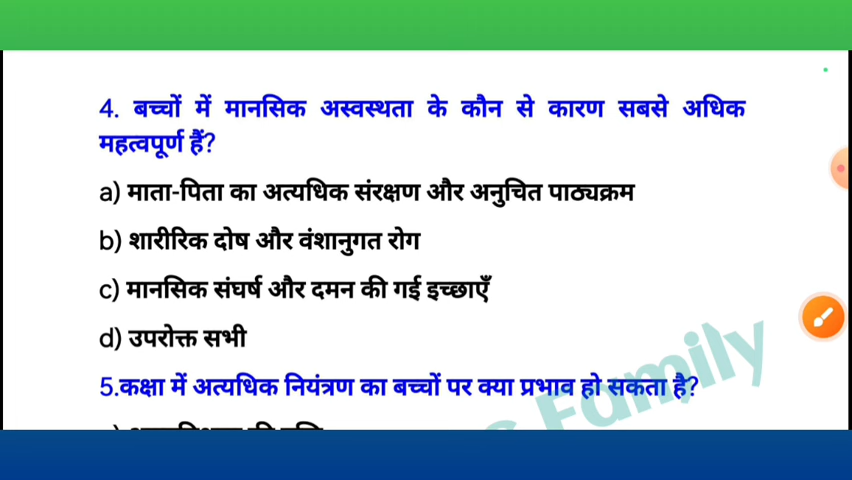 4. बच्चों में मानसिक अस्वस्थता के कौन से कारण सबसे अधिक
महत्वपूर्ण हैं?
a) माता-पिता का अत्यधिक संरक्षण और अनुचित पाठ्यक्रम
b) शारीरिक दोष और वंशानुगत रोग
c) मानसिक संघर्ष और दमन की गई इच्छाएँ
d) उपरोक्त सभी
5.कक्षा में अत्यधिक नियंत्रण का बच्चों पर क्या प्रभाव हो सकता है?
Family